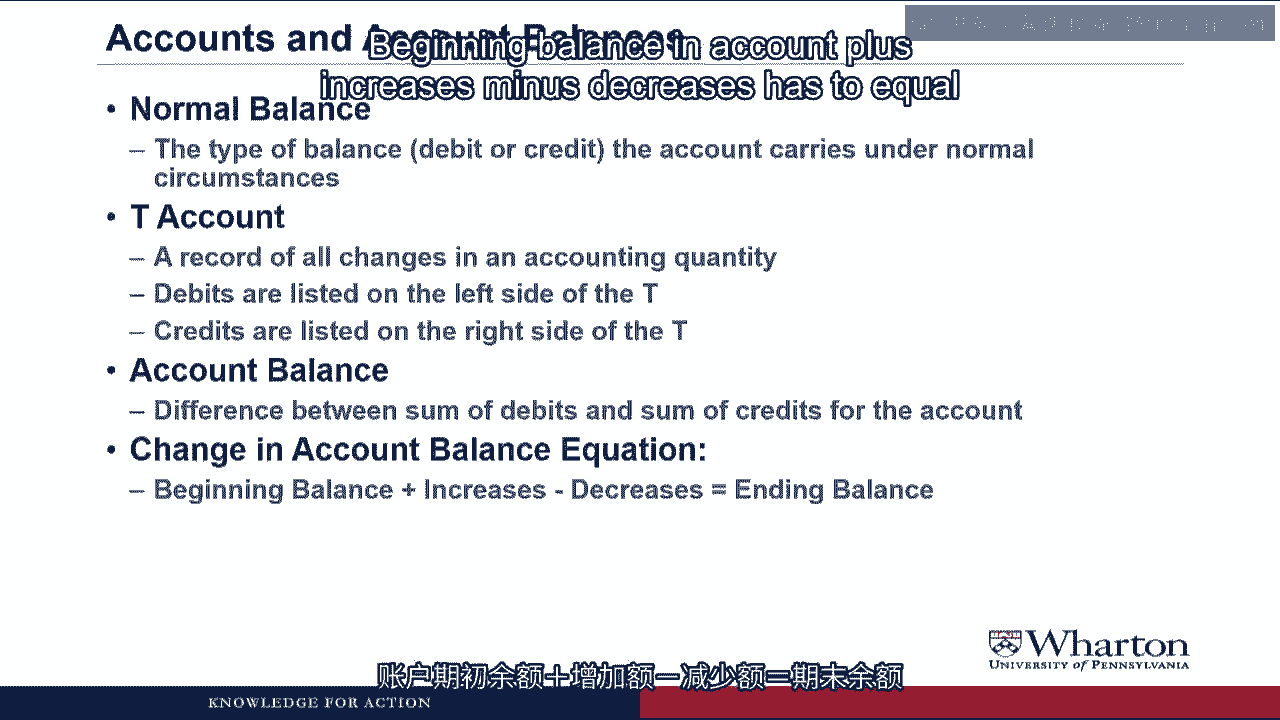 Accounts and Account Balances
Beginning balance in account plus
increases minus decreases has to equal
• Normal Balance
– The type of balance (debit or credit) the account carries under normal
circumstances
• T Account
– A record of all changes in an accounting quantity
– Debits are listed on the left side of the T
– Credits are listed on the right side of the T
• Account Balance
– Difference between sum of debits and sum of credits for the account
• Change in Account Balance Equation:
– Beginning Balance + Increases - Decreases = Ending Balance
Wharton
UNIVERSITY of PENNSYLVANIA
账户期初余额＋增加额－减少额＝期末余额
KNOWLEDGE FOR ACTION